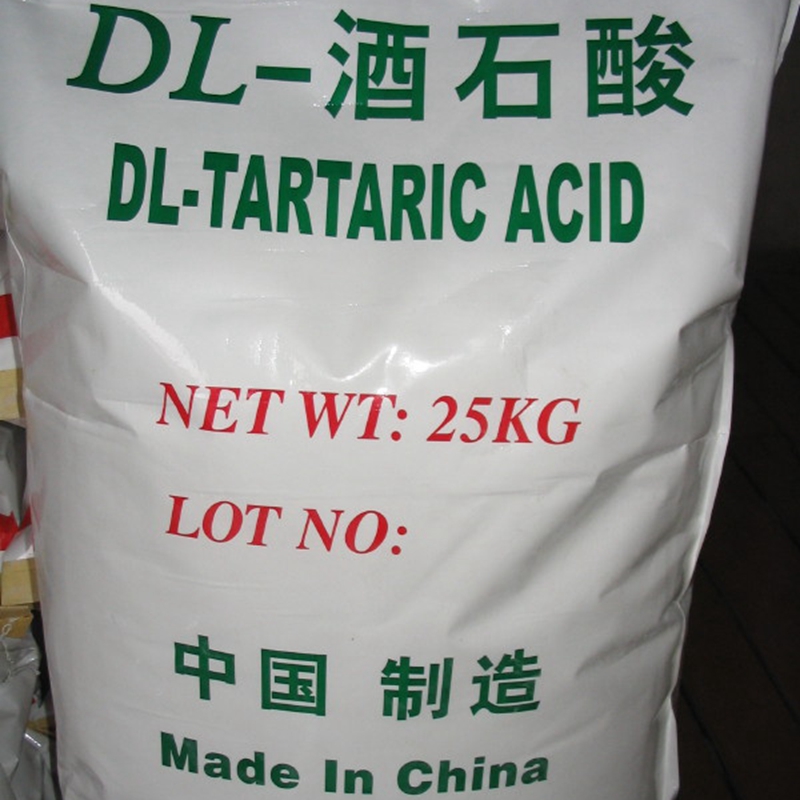 DL-酒石酸
DL-TARTARIC ACID
NET WT: 25KG
LOT NO:
中国 制造
Made In China